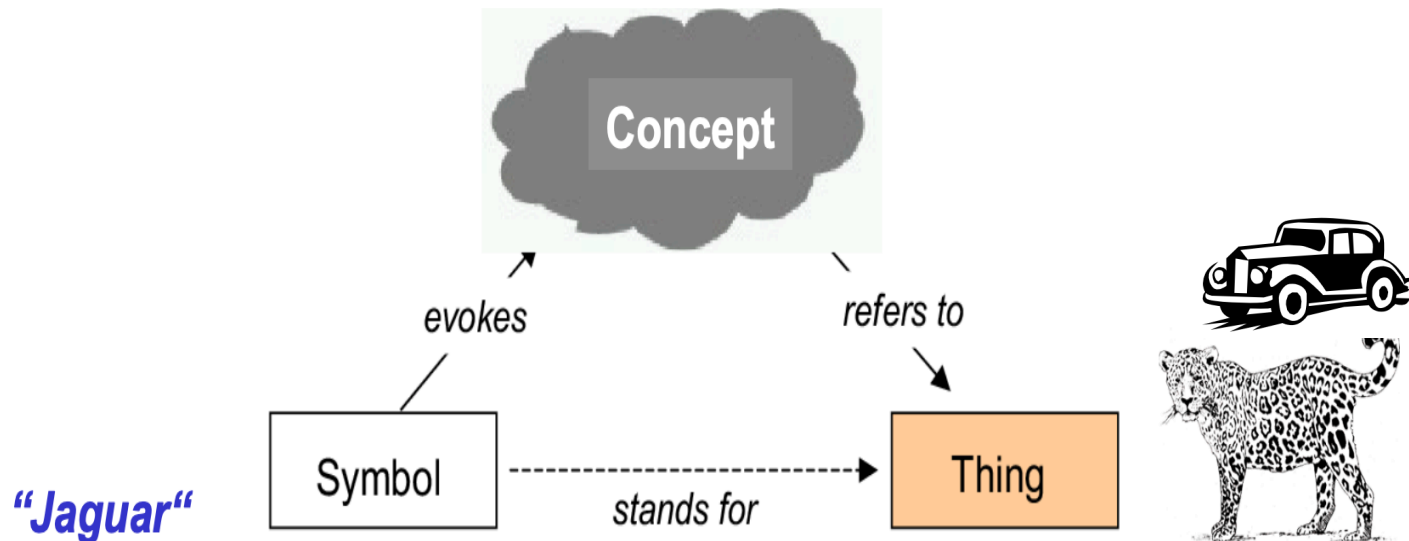 Concept
evokes
refers to
Symbol
Thing
stands for
“Jaguar“